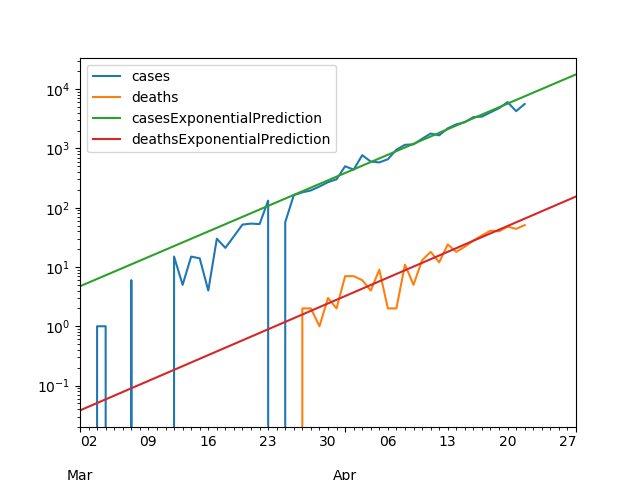 cases
deaths
casesExponentialPrediction
deathsExponentialPrediction
10⁴
10³
10²
10¹
10⁰
10⁻¹
02 09 16 23 30 06 13 20 27
Mar Apr